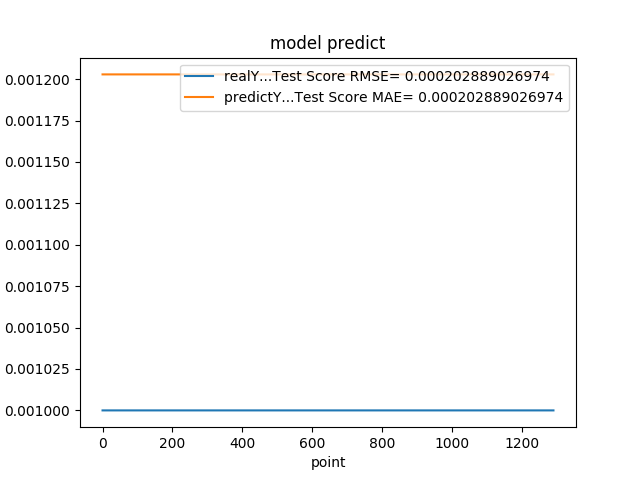 model predict
realY...Test Score RMSE= 0.000202889026974
predictY...Test Score MAE= 0.000202889026974
0.001200
0.001175
0.001150
0.001125
0.001100
0.001075
0.001050
0.001025
0.001000
0 200 400 600 800 1000 1200
point